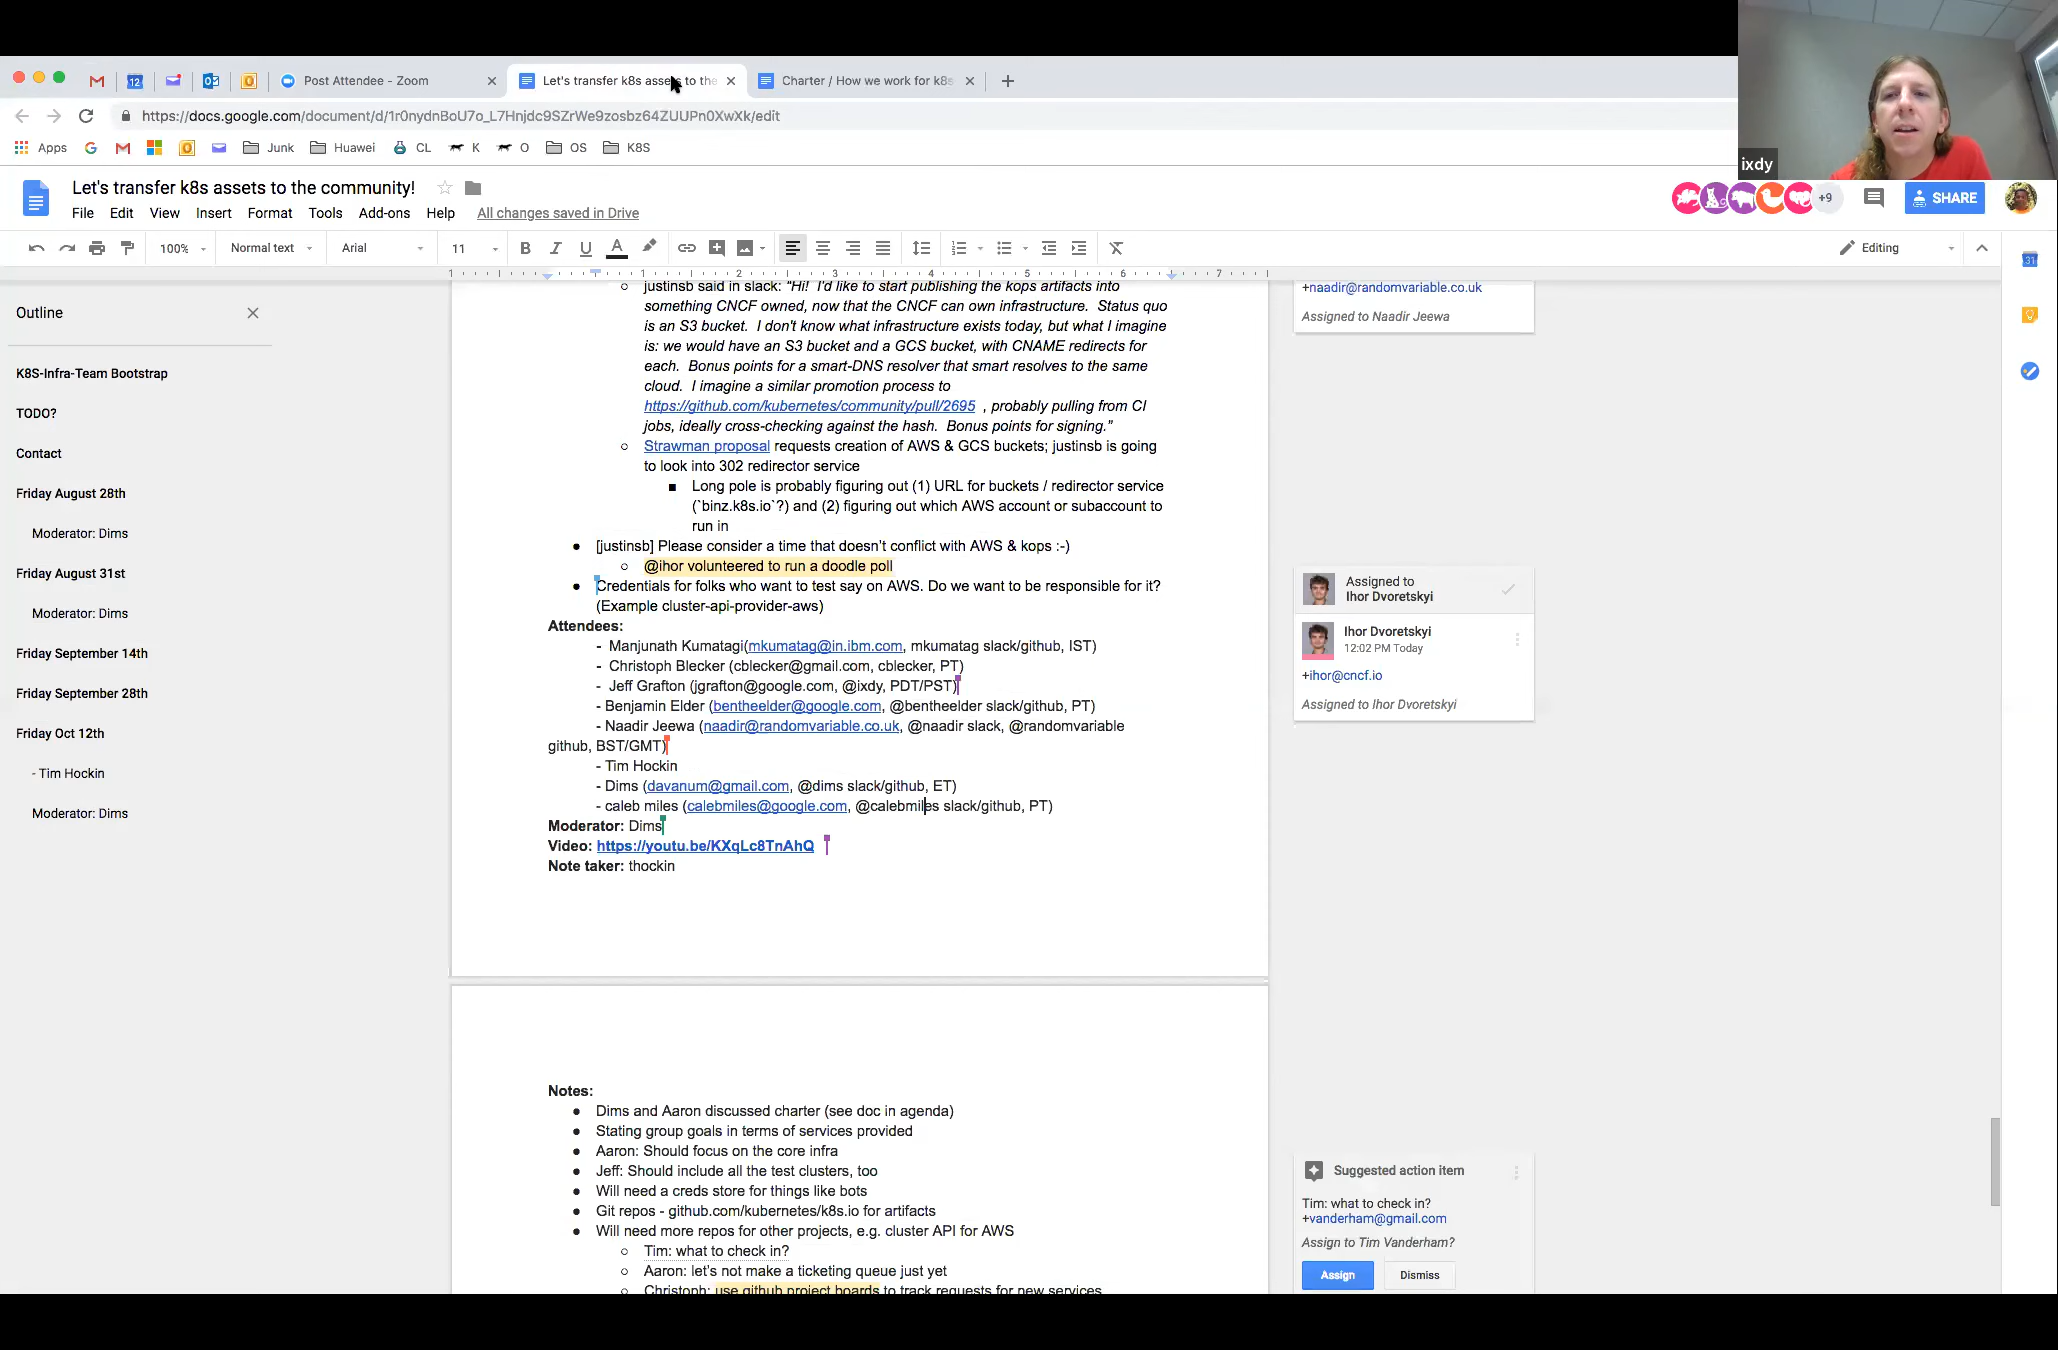 Post Attendee - Zoom
Let's transfer k8s assets to the
Charter / How we work for k8s
12
https://docs.google.com/document/d/1r0nydnBoU7o_L7Hnjdc9SZrWe9zosbz64ZUUPn0XwXk/edit
Apps
Junk
Huawei
CL
K
O
OS
K8S
ixdy
Let's transfer k8s assets to the community!
+9
SHARE
File Edit View Insert Format Tools Add-ons Help All changes saved in Drive
100% Normal text Arial 11 B I U A Editing
1 1 2 3 4 5 6 7
31
Outline
K8S-Infra-Team Bootstrap
TODO?
Contact
Friday August 28th
Moderator: Dims
Friday August 31st
Moderator: Dims
Friday September 14th
Friday September 28th
Friday Oct 12th
- Tim Hockin
Moderator: Dims
○ justinsb said in slack: "Hi! I'd like to start publishing the kops artifacts into
something CNCF owned, now that the CNCF can own infrastructure. Status quo
is an S3 bucket. I don't know what infrastructure exists today, but what I imagine
is: we would have an S3 bucket and a GCS bucket, with CNAME redirects for
each. Bonus points for a smart-DNS resolver that smart resolves to the same
cloud. I imagine a similar promotion process to
https://github.com/kubernetes/community/pull/2695 , probably pulling from CI
jobs, ideally cross-checking against the hash. Bonus points for signing."
○ Strawman proposal requests creation of AWS & GCS buckets; justinsb is going
to look into 302 redirector service
■ Long pole is probably figuring out (1) URL for buckets / redirector service
(`binz.k8s.io`?) and (2) figuring out which AWS account or subaccount to
run in
● [justinsb] Please consider a time that doesn't conflict with AWS & kops :-)
○ @ihor volunteered to run a doodle poll
● Credentials for folks who want to test say on AWS. Do we want to be responsible for it?
(Example cluster-api-provider-aws)
Attendees:
- Manjunath Kumatagi(mkumatag@in.ibm.com, mkumatag slack/github, IST)
- Christoph Blecker (cblecker@gmail.com, cblecker, PT)
- Jeff Grafton (jgrafton@google.com, @ixdy, PDT/PST)
- Benjamin Elder (bentheelder@google.com, @bentheelder slack/github, PT)
- Naadir Jeewa (naadir@randomvariable.co.uk, @naadir slack, @randomvariable
github, BST/GMT)
- Tim Hockin
- Dims (davanum@gmail.com, @dims slack/github, ET)
- caleb miles (calebmiles@google.com, @calebmiles slack/github, PT)
Moderator: Dims
Video: https://youtu.be/KXqLc8TnAhQ
Note taker: thockin
Notes:
● Dims and Aaron discussed charter (see doc in agenda)
● Stating group goals in terms of services provided
● Aaron: Should focus on the core infra
● Jeff: Should include all the test clusters, too
● Will need a creds store for things like bots
● Git repos - github.com/kubernetes/k8s.io for artifacts
● Will need more repos for other projects, e.g. cluster API for AWS
○ Tim: what to check in?
○ Aaron: let's not make a ticketing queue just yet
○ Christoph: use github project boards to track requests for new services
+naadir@randomvariable.co.uk
Assigned to Naadir Jeewa
Assigned to
Ihor Dvoretskyi
Ihor Dvoretskyi
12:02 PM Today
+ihor@cncf.io
Assigned to Ihor Dvoretskyi
Suggested action item
Tim: what to check in?
+vanderham@gmail.com
Assign to Tim Vanderham?
Assign Dismiss